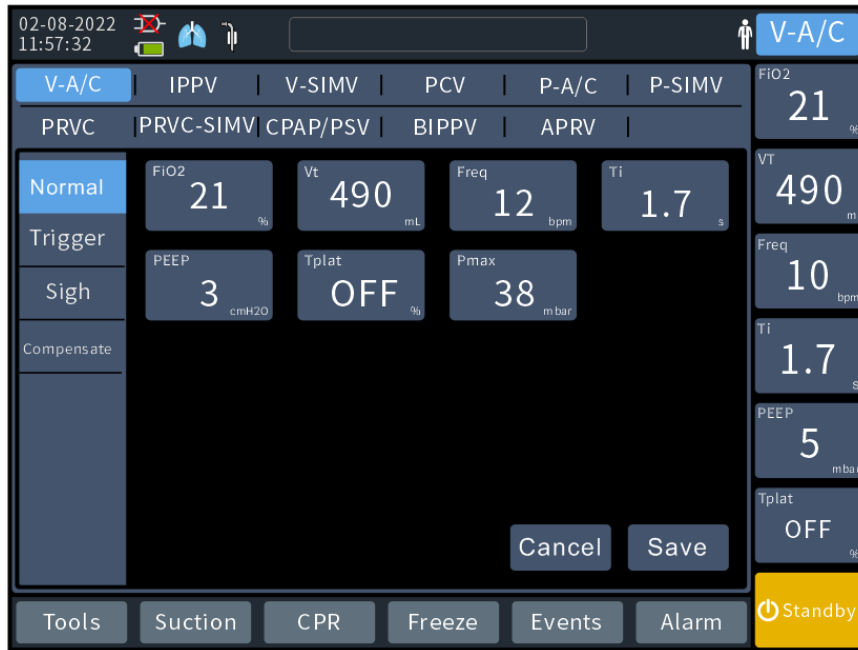 02-08-2022
11:57:32
V-A/C
V-A/C IPPV V-SIMV PCV P-A/C P-SIMV
PRVC PRVC-SIMV CPAP/PSV BIPPV APRV
Normal
Trigger
Sigh
Compensate
FiO2
21
%
Vt
490
mL
Freq
12
bpm
Ti
1.7
s
PEEP
3
cmH2O
Tplat
OFF
%
Pmax
38
mbar
Cancel Save
FiO2
21
%
VT
490
m
Freq
10
bpm
Ti
1.7
s
PEEP
5
mbar
Tplat
OFF
%
Standby
Tools Suction CPR Freeze Events Alarm